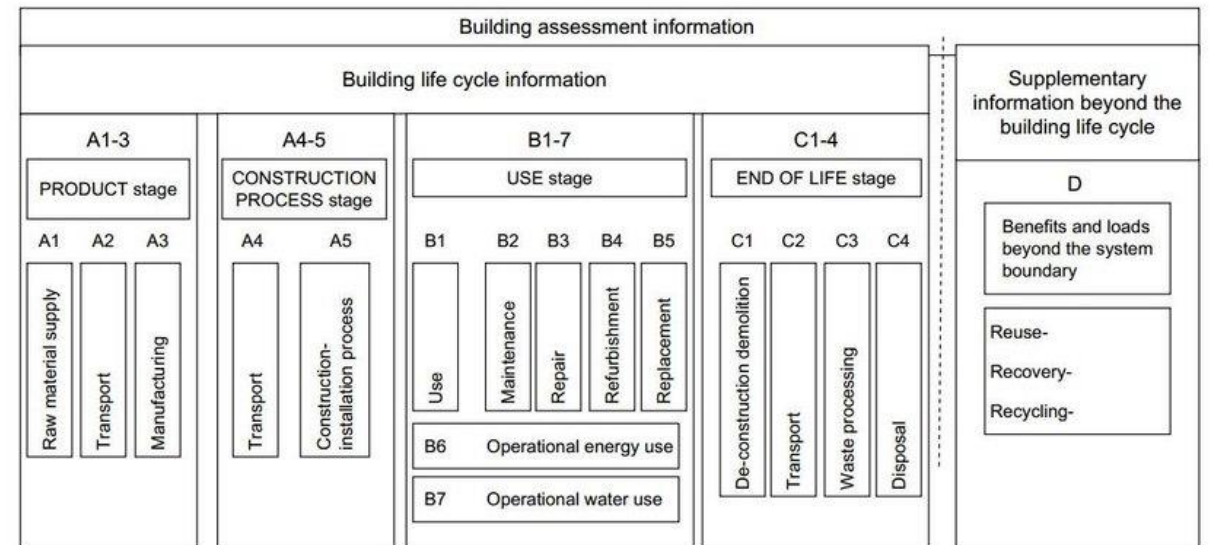 Building assessment information
Building life cycle information
Supplementary
information beyond the
building life cycle
A1-3
A4-5
B1-7
C1-4
D
PRODUCT stage
CONSTRUCTION
PROCESS stage
USE stage
END OF LIFE stage
Benefits and loads
beyond the system
boundary
A1
A2
A3
A4
A5
B1
B2
B3
B4
B5
C1
C2
C3
C4
Raw material supply
Transport
Manufacturing
Transport
Construction-
installation process
Use
Maintenance
Repair
Refurbishment
Replacement
B6 Operational energy use
B7 Operational water use
De-construction demolition
Transport
Waste processing
Disposal
Reuse-
Recovery-
Recycling-